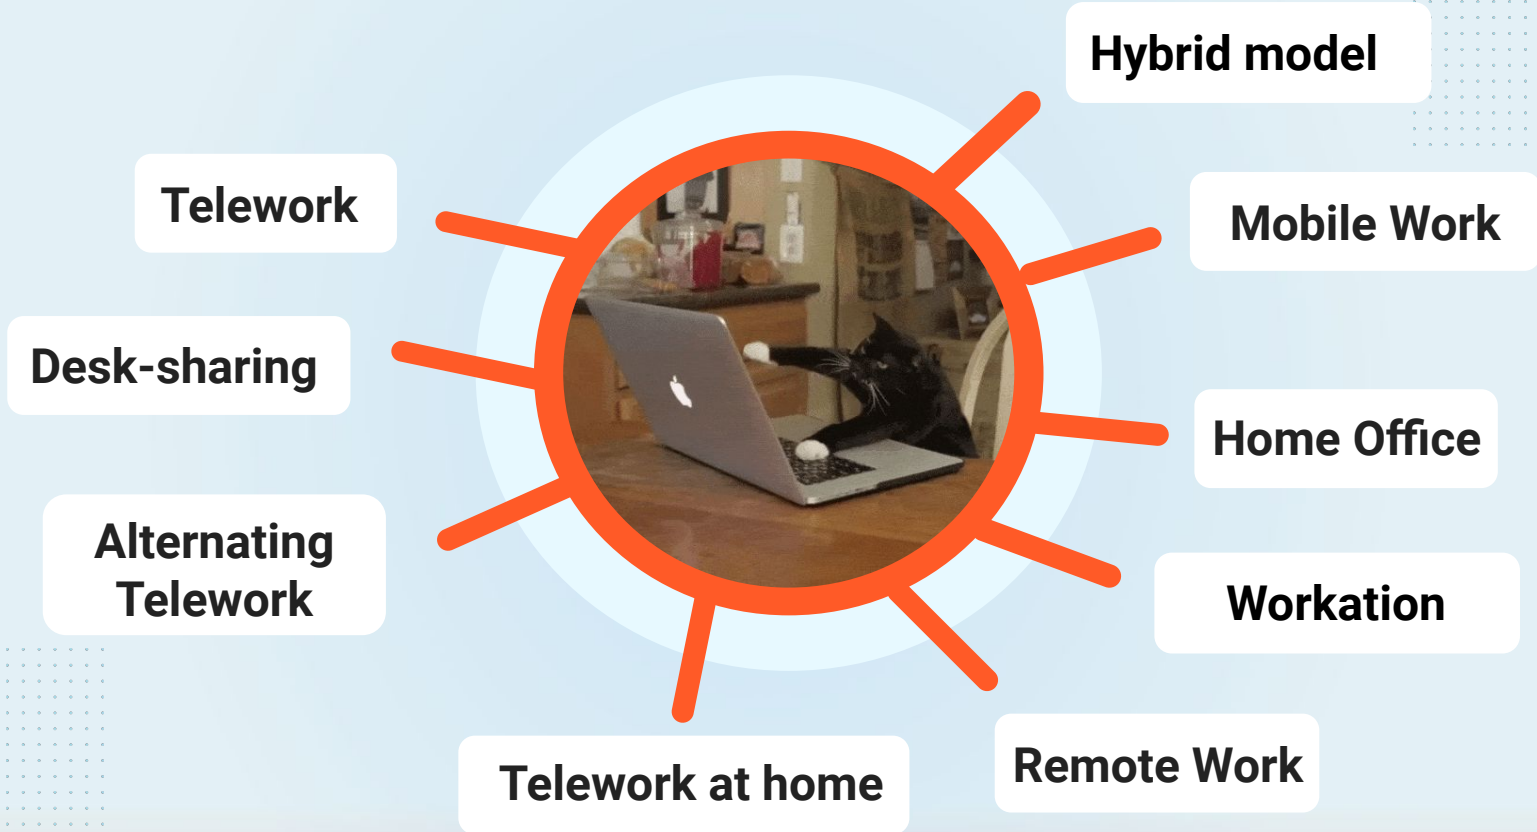 Hybrid model
Telework
Mobile Work
Desk-sharing
Home Office
Alternating
Telework
Workation
Telework at home
Remote Work